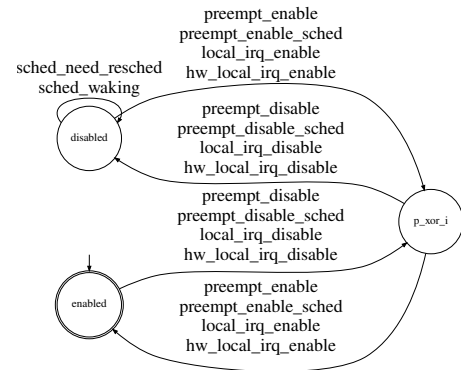 preempt_enable
preempt_enable_sched
local_irq_enable
hw_local_irq_enable
sched_need_resched
sched_waking
disabled
preempt_disable
preempt_disable_sched
local_irq_disable
hw_local_irq_disable
preempt_disable
preempt_disable_sched
local_irq_disable
hw_local_irq_disable
p_xor_i
enabled
preempt_enable
preempt_enable_sched
local_irq_enable
hw_local_irq_enable